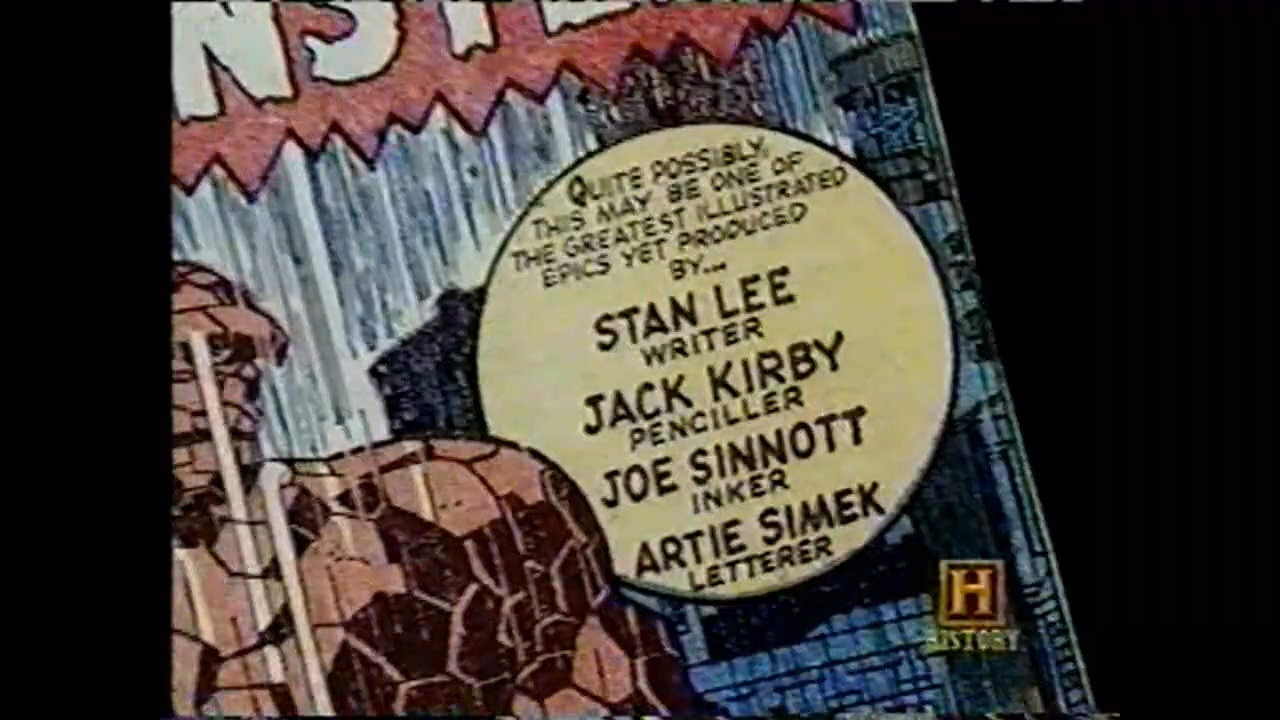 NSTE
QUITE POSSIBLY,
THIS MAY BE ONE OF
THE GREATEST ILLUSTRATED
EPICS YET PRODUCED
BY...
STAN LEE
WRITER
JACK KIRBY
PENCILLER
JOE SINNOTT
INKER
ARTIE SIMEK
LETTERER
H
HISTORY